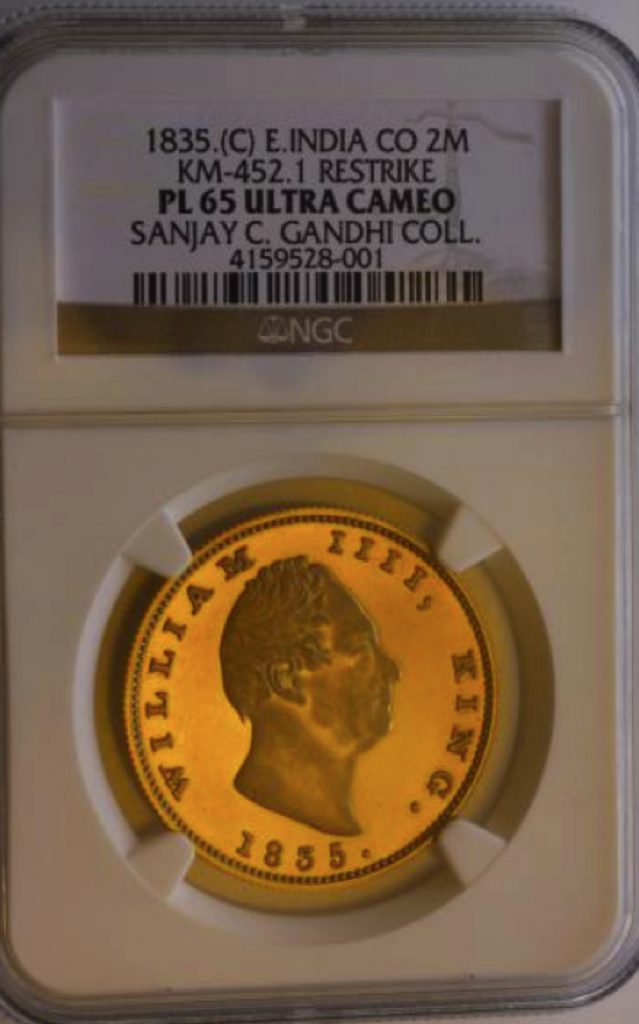 1835.(C) E.INDIA CO 2M
KM-452.1 RESTRIKE
PL 65 ULTRA CAMEO
SANJAY C. GANDHI COLL.
4159528-001
NGC
WILLIAM IIII, KING.
1835.